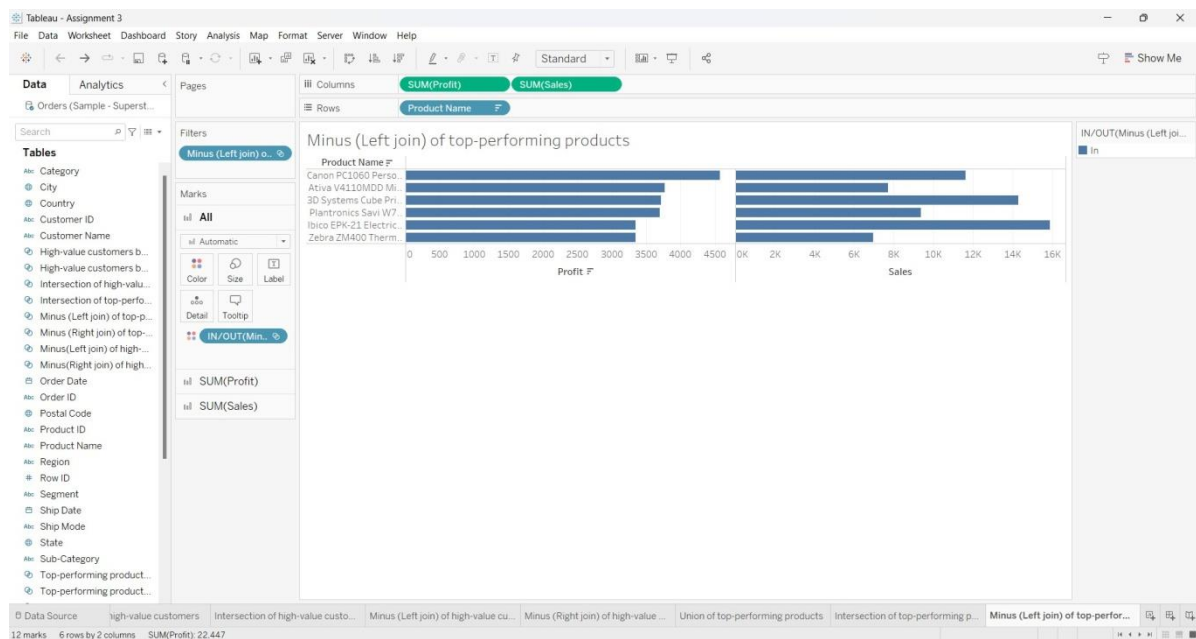 Tableau - Assignment 3
File Data Worksheet Dashboard Story Analysis Map Format Server Window Help
Standard
Show Me
Data Analytics
Orders (Sample - Superst...
Search
Tables
Abc Category
City
Country
Abc Customer ID
Abc Customer Name
High-value customers b...
High-value customers b...
Intersection of high-valu...
Intersection of top-perfo...
Minus (Left join) of top-p...
Minus (Right join) of top-...
Minus(Left join) of high-...
Minus(Right join) of high...
Order Date
Abc Order ID
Postal Code
Abc Product ID
Abc Product Name
Abc Region
# Row ID
Abc Segment
Ship Date
Abc Ship Mode
State
Abc Sub-Category
Top-performing product...
Top-performing product...
Pages
Filters
Minus (Left join) o..
Marks
All
Automatic
Color Size Label
Detail Tooltip
IN/OUT(Min..
SUM(Profit)
SUM(Sales)
Columns SUM(Profit) SUM(Sales)
Rows Product Name
Minus (Left join) of top-performing products
Product Name
Canon PC1060 Perso..
Ativa V4110MDD Mi..
3D Systems Cube Pri..
Plantronics Savi W7..
Ibico EPK-21 Electric..
Zebra ZM400 Therm..
0 500 1000 1500 2000 2500 3000 3500 4000 4500 0K 2K 4K 6K 8K 10K 12K 14K 16K
Profit Sales
IN/OUT(Minus (Left joi...
In
Data Source high-value customers Intersection of high-value custo... Minus (Left join) of high-value cu... Minus (Right join) of high-value ... Union of top-performing products Intersection of top-performing p... Minus (Left join) of top-perfor...
12 marks 6 rows by 2 columns SUM(Profit): 22,447